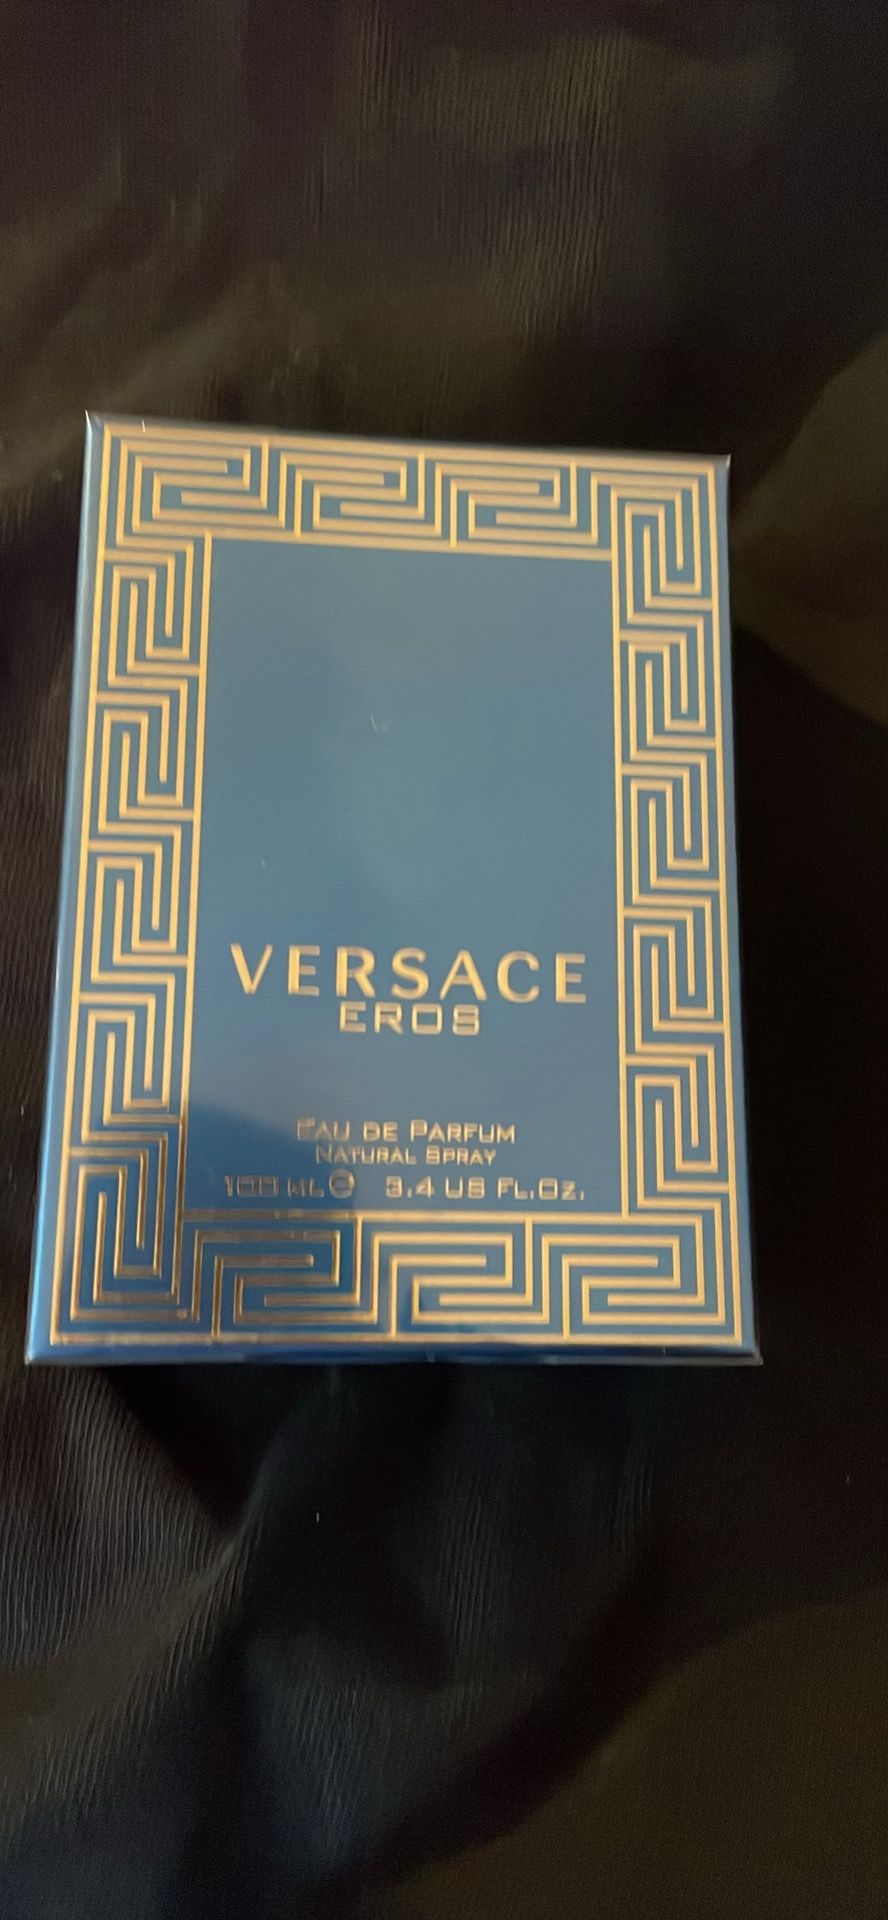 VERSACE
EROS
EAU DE PARFUM
NATURAL SPRAY
100 ML ℮ 3.4 US FL.OZ.